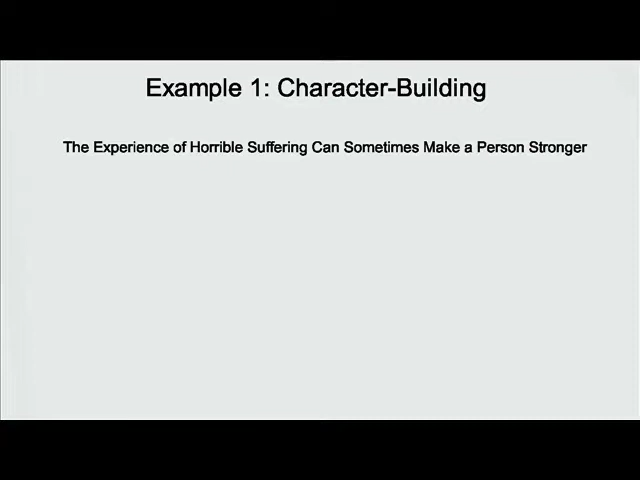 Example 1: Character-Building
The Experience of Horrible Suffering Can Sometimes Make a Person Stronger